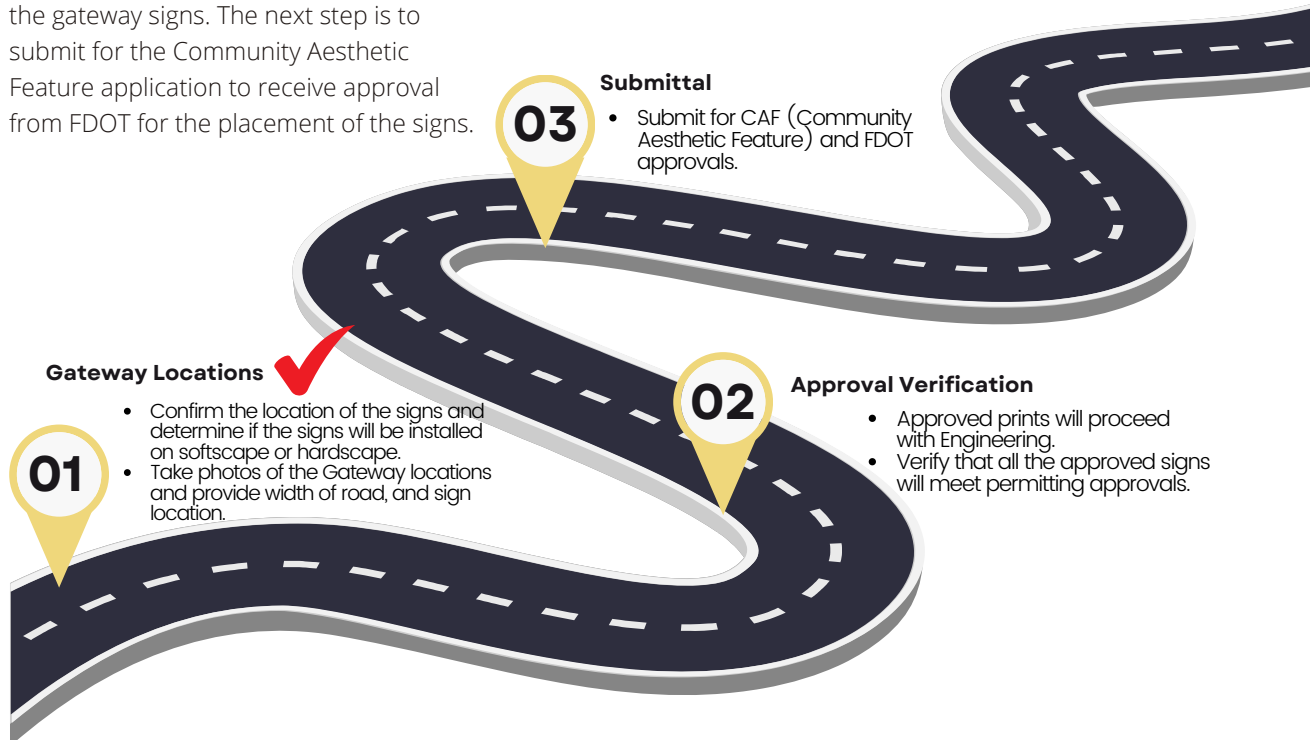 the gateway signs. The next step is to
submit for the Community Aesthetic
Feature application to receive approval
from FDOT for the placement of the signs.
03
Submittal
• Submit for CAF (Community
Aesthetic Feature) and FDOT
approvals.
Gateway Locations
01
• Confirm the location of the signs and
determine if the signs will be installed
on softscape or hardscape.
• Take photos of the Gateway locations
and provide width of road, and sign
location.
02
Approval Verification
• Approved prints will proceed
with Engineering.
• Verify that all the approved signs
will meet permitting approvals.